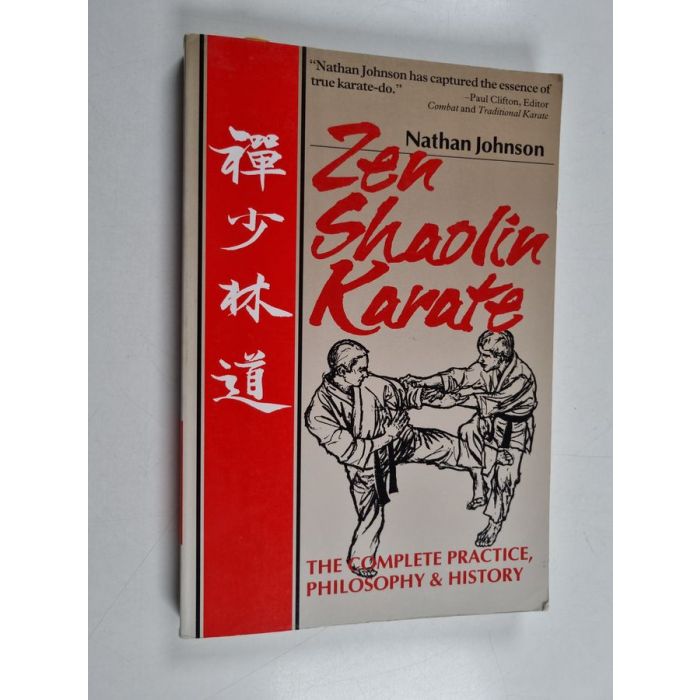 禪少林道
“Nathan Johnson has captured the essence of
true karate-do.”
–Paul Clifton, Editor
Combat and Traditional Karate
Nathan Johnson
Zen
Shaolin
Karate
THE COMPLETE PRACTICE,
PHILOSOPHY & HISTORY